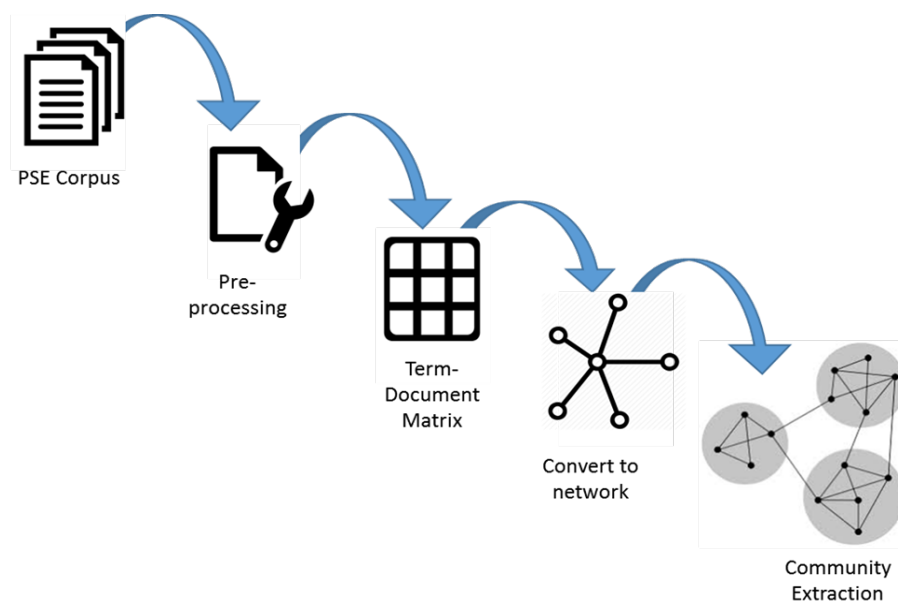 PSE Corpus
Pre-
processing
Term-
Document
Matrix
Convert to
network
Community
Extraction